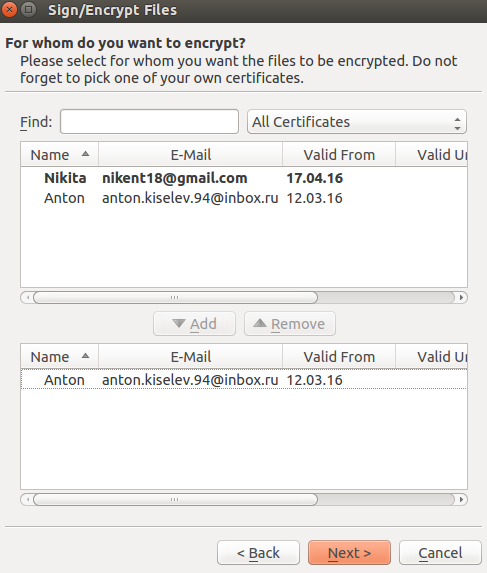 Sign/Encrypt Files
For whom do you want to encrypt?
Please select for whom you want the files to be encrypted. Do not
forget to pick one of your own certificates.
Find: All Certificates
Name E-Mail Valid From Valid Ur
Nikita nikent18@gmail.com 17.04.16
Anton anton.kiselev.94@inbox.ru 12.03.16
Add Remove
Name E-Mail Valid From Valid Ur
Anton anton.kiselev.94@inbox.ru 12.03.16
< Back Next > Cancel